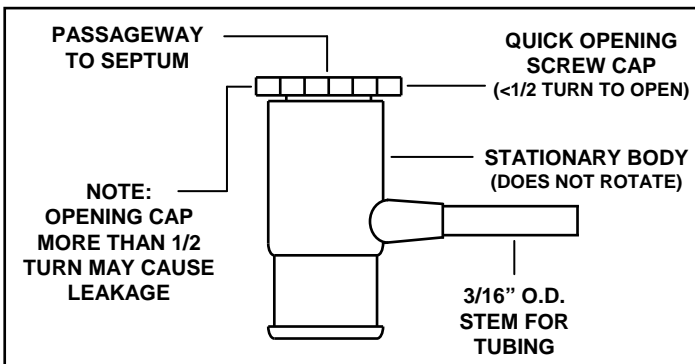 PASSAGEWAY
TO SEPTUM
QUICK OPENING
SCREW CAP
(<1/2 TURN TO OPEN)
STATIONARY BODY
(DOES NOT ROTATE)
NOTE:
OPENING CAP
MORE THAN 1/2
TURN MAY CAUSE
LEAKAGE
3/16” O.D.
STEM FOR
TUBING